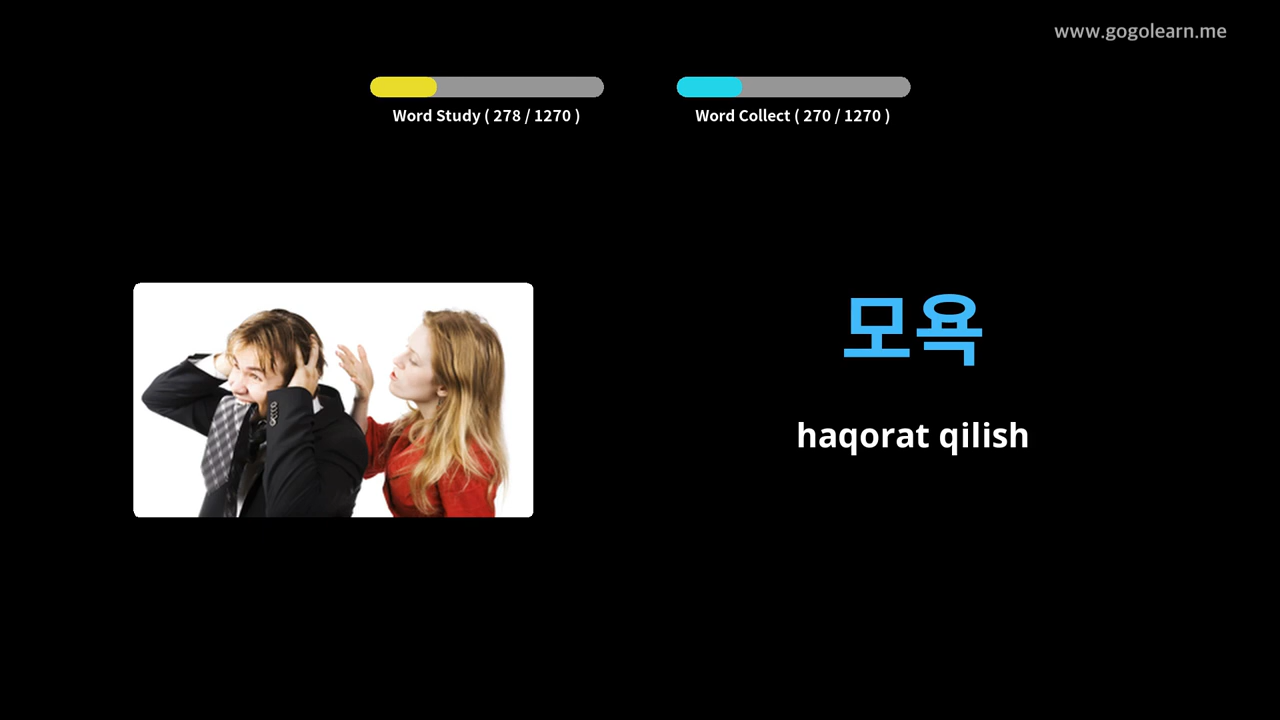 www.gogolearn.me
Word Study ( 278 / 1270 )
Word Collect ( 270 / 1270 )
모욕
haqorat qilish